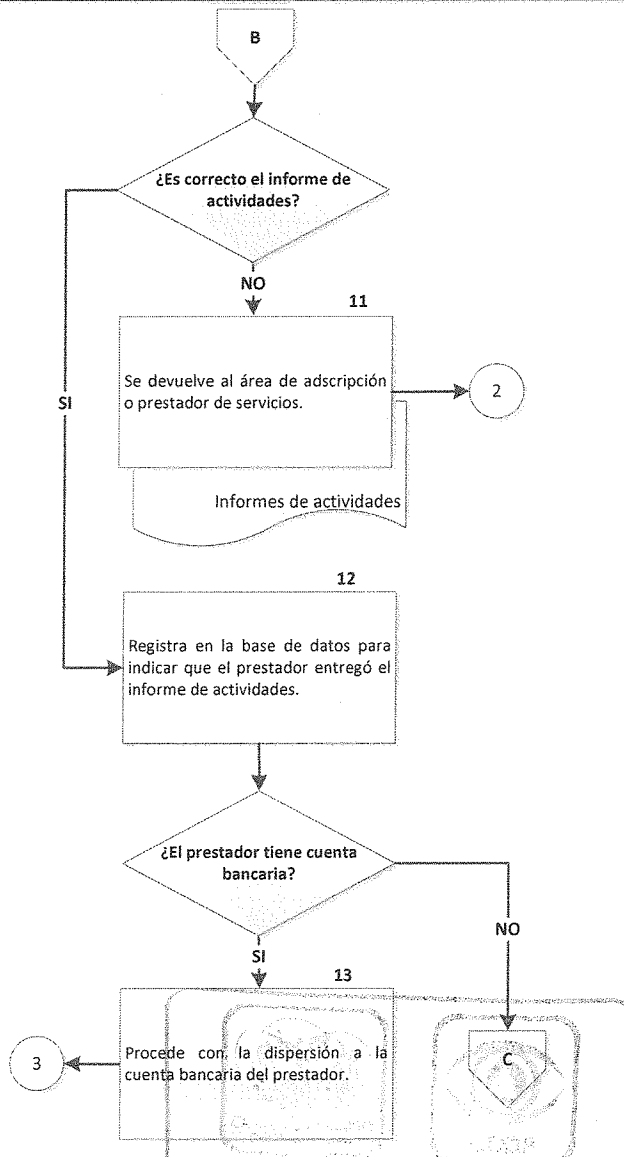 B
¿Es correcto el informe de
actividades?
NO
11
Se devuelve al área de adscripción
o prestador de servicios.
2
SI
Informes de actividades
12
Registra en la base de datos para
indicar que el prestador entregó el
informe de actividades.
¿El prestador tiene cuenta
bancaria?
NO
SI
13
Procede con la dispersión a la
cuenta bancaria del prestador.
3
C